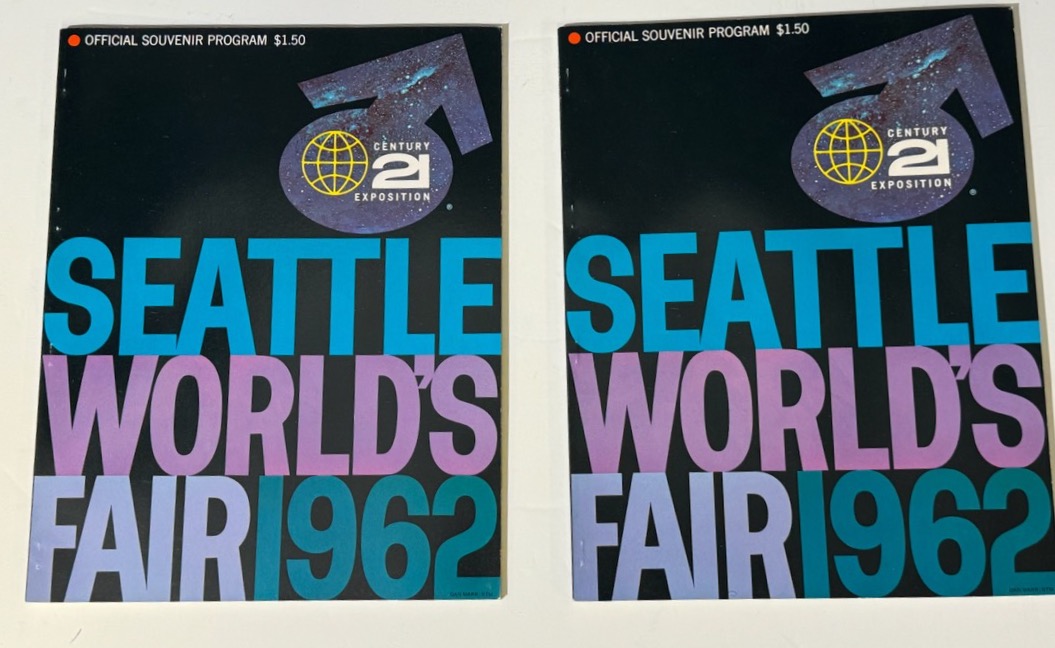 OFFICIAL SOUVENIR PROGRAM $1.50
CENTURY
21
EXPOSITION
®
SEATTLE
WORLD'S
FAIR 1962
OFFICIAL SOUVENIR PROGRAM $1.50
CENTURY
21
EXPOSITION
®
SEATTLE
WORLD'S
FAIR 1962